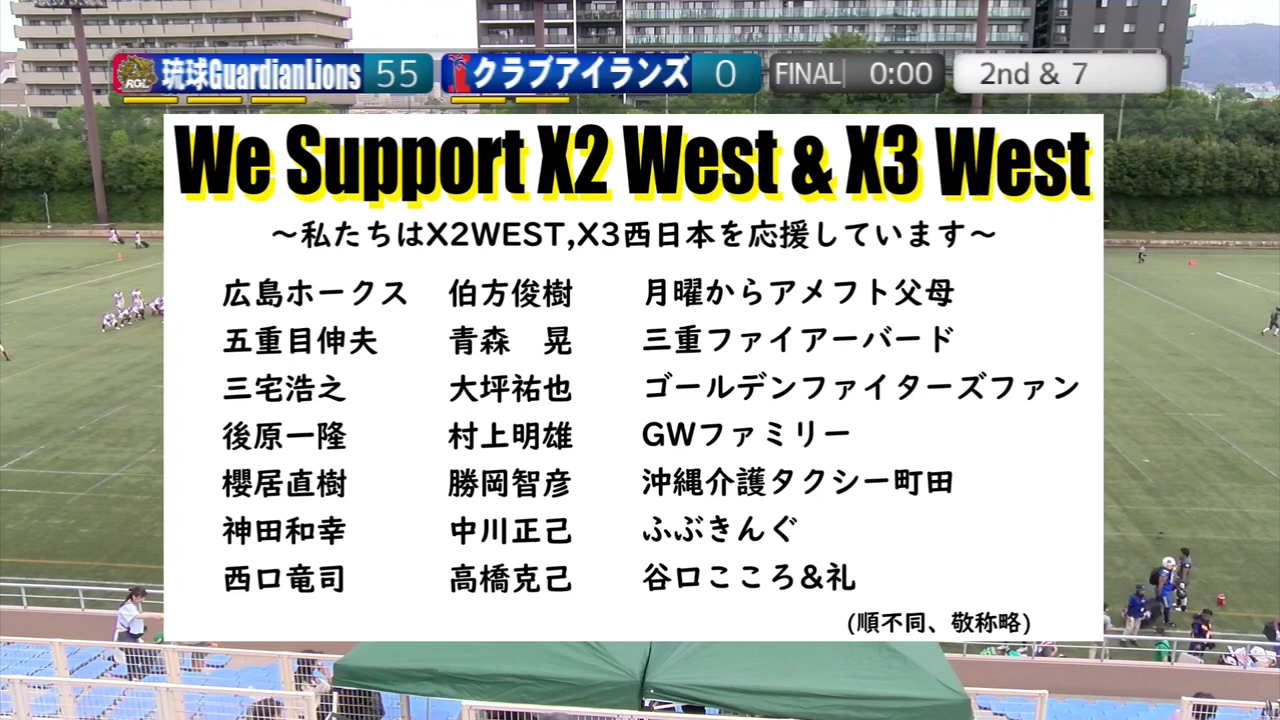 RGL 琉球GuardianLions 55 クラブアイランズ 0 FINAL 0:00 2nd & 7
We Support X2 West & X3 West
～私たちはX2WEST,X3西日本を応援しています～
広島ホークス 伯方俊樹 月曜からアメフト父母
五重目伸夫 青森　晃 三重ファイアーバード
三宅浩之 大坪祐也 ゴールデンファイターズファン
後原一隆 村上明雄 GWファミリー
櫻居直樹 勝岡智彦 沖縄介護タクシー町田
神田和幸 中川正己 ふぶきんぐ
西口竜司 高橋克己 谷口こころ&礼
(順不同、敬称略)